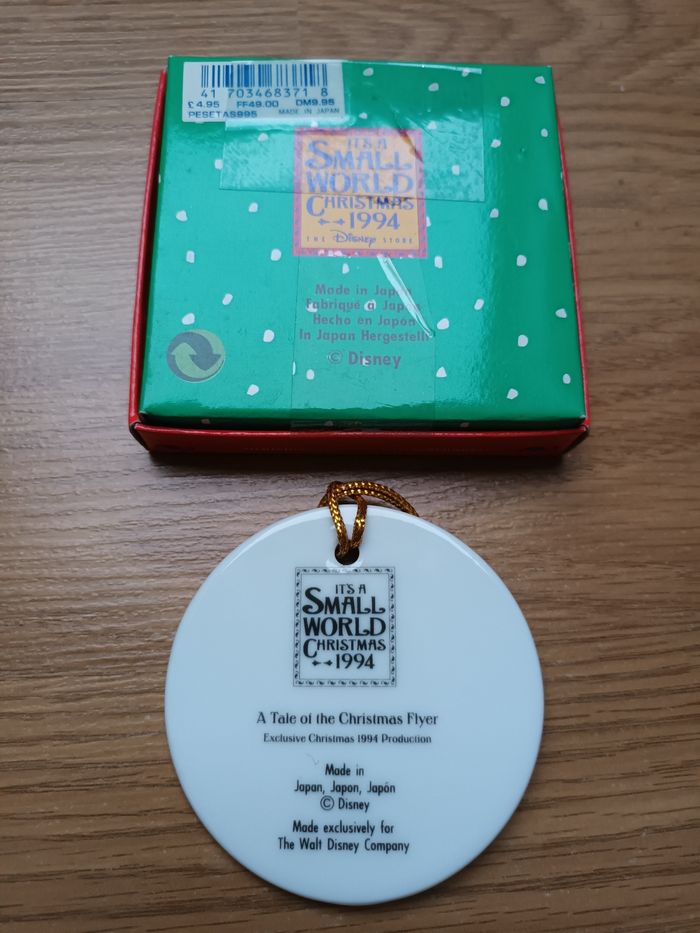 41 703468371 8
£4.95 FF49.00 DM9.95
PESETAS995 MADE IN JAPAN
IT'S A
SMALL
WORLD
CHRISTMAS
1994
THE Disney STORE
Made in Japan
Fabriqué a Japon
Hecho en Japón
In Japan Hergestellt
© Disney
IT'S A
SMALL
WORLD
CHRISTMAS
1994
A Tale of the Christmas Flyer
Exclusive Christmas 1994 Production
Made in
Japan, Japon, Japón
© Disney
Made exclusively for
The Walt Disney Company